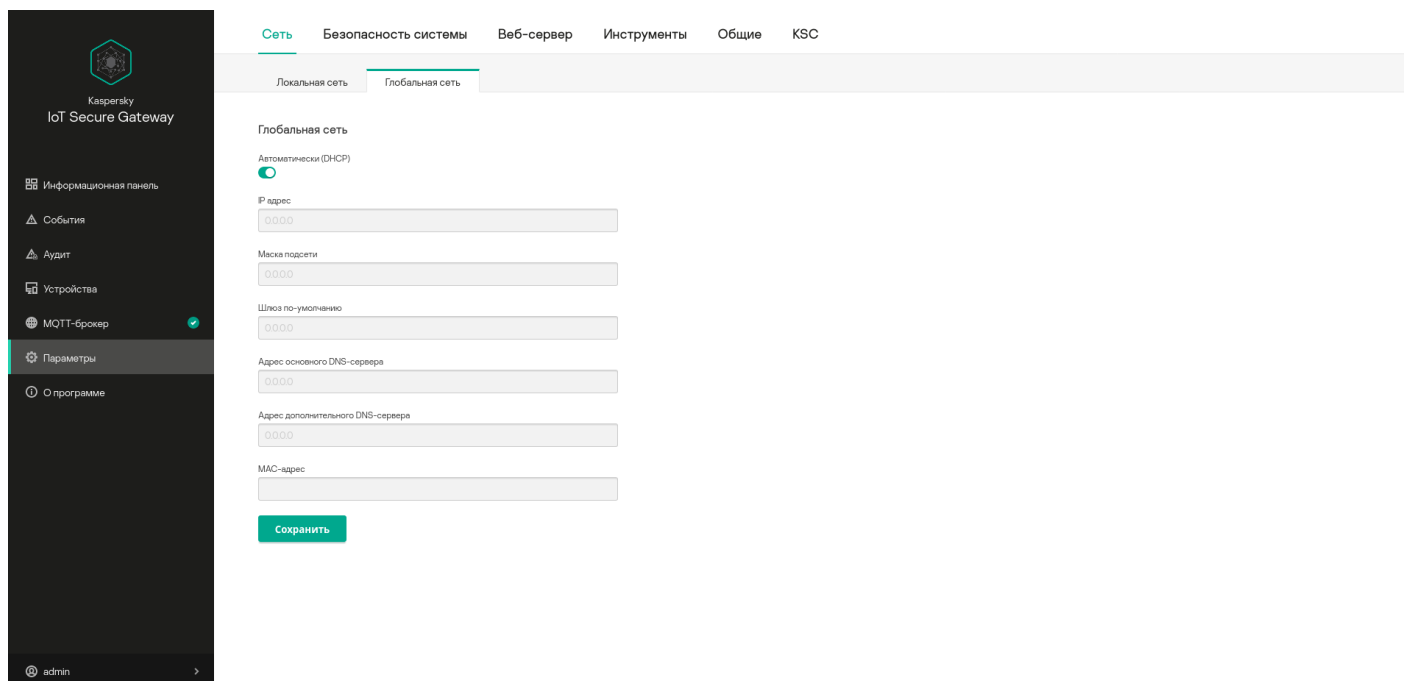 Kaspersky
IoT Secure Gateway
Информационная панель
События
Аудит
Устройства
MQTT-брокер
Параметры
О программе
admin
Сеть Безопасность системы Веб-сервер Инструменты Общие KSC
Локальная сеть Глобальная сеть
Глобальная сеть
Автоматически (DHCP)
IP адрес
0.0.0.0
Маска подсети
0.0.0.0
Шлюз по-умолчанию
0.0.0.0
Адрес основного DNS-сервера
0.0.0.0
Адрес дополнительного DNS-сервера
0.0.0.0
MAC-адрес
Сохранить